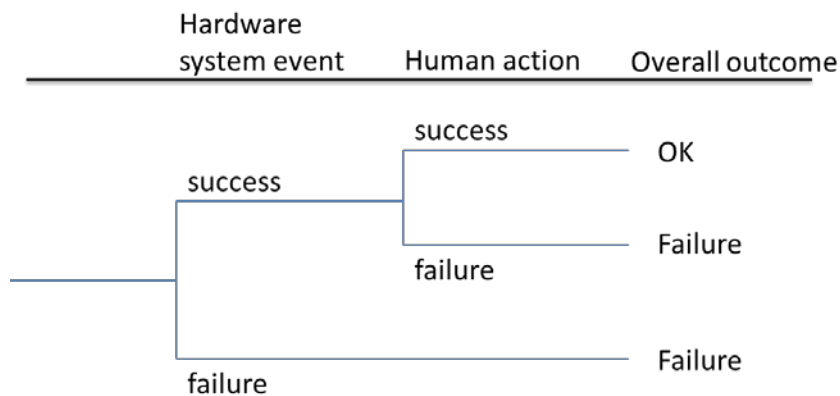 Hardware
system event
Human action
Overall outcome
success
OK
success
Failure
failure
Failure
failure